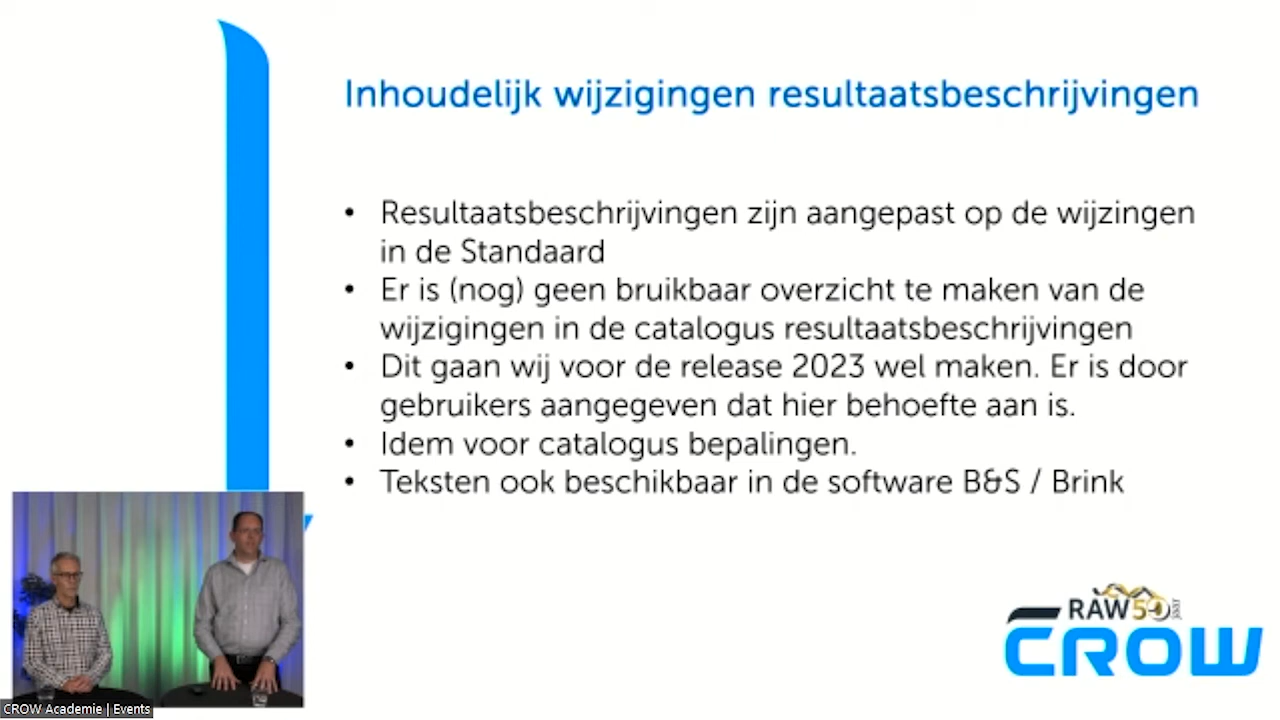 Inhoudelijk wijzigingen resultaatsbeschrijvingen
• Resultaatsbeschrijvingen zijn aangepast op de wijzingen
in de Standaard
• Er is (nog) geen bruikbaar overzicht te maken van de
wijzigingen in de catalogus resultaatsbeschrijvingen
• Dit gaan wij voor de release 2023 wel maken. Er is door
gebruikers aangegeven dat hier behoefte aan is.
• Idem voor catalogus bepalingen.
• Teksten ook beschikbaar in de software B&S / Brink
RAW 50 JAAR
CROW
CROW Academie | Events